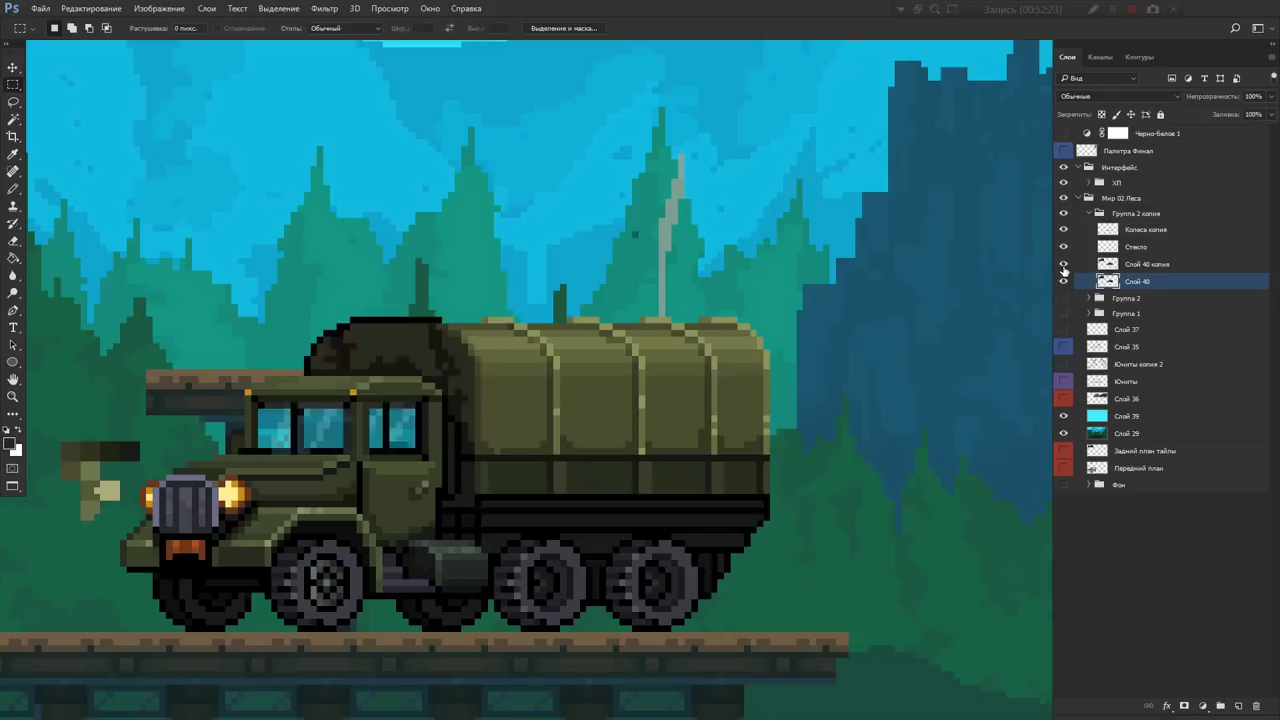 Ps Файл Редактирование Изображение Слои Текст Выделение Фильтр 3D Просмотр Окно Справка
Запись [00:52:23]
Растушевка: 0 пикс. Сглаживание Стиль: Обычный Шир.: Выс.: Выделение и маска...
Слои Каналы Контуры
Вид
Обычные Непрозрачность: 100%
Закрепить: Заливка: 100%
Черно-белое 1
Палитра Финал
Интерфейс
ХП
Мир 02 Леса
Группа 2 копия
Колеса копия
Стекло
Слой 40 копия
Слой 40
Группа 2
Группа 1
Слой 37
Слой 35
Юниты копия 2
Юниты
Слой 36
Слой 39
Слой 29
Задний план тайлы
Передний план
Фон
fx